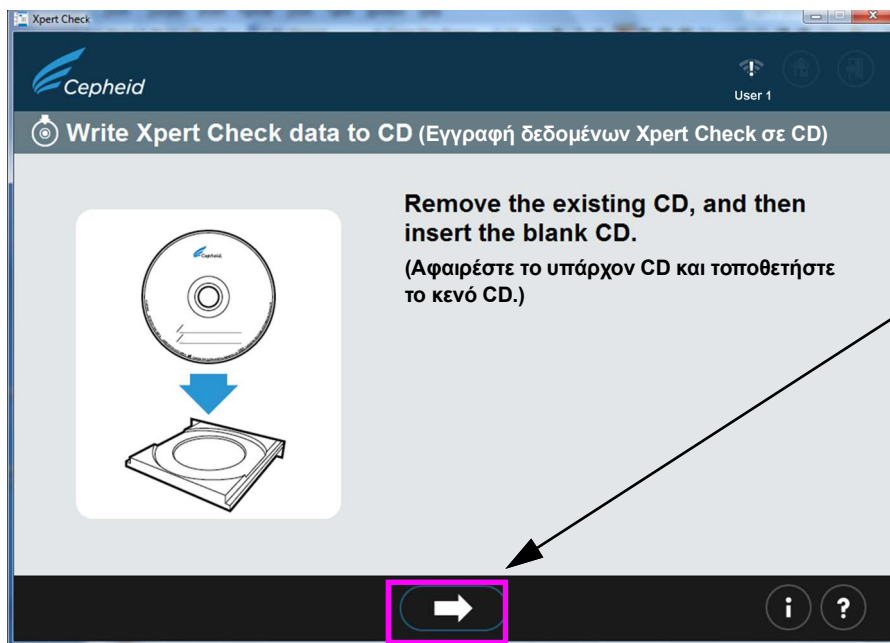 Xpert Check
Cepheid
User 1
Write Xpert Check data to CD (Εγγραφή δεδομένων Xpert Check σε CD)
Remove the existing CD, and then
insert the blank CD.
(Αφαιρέστε το υπάρχον CD και τοποθετήστε
το κενό CD.)
Cepheid.
i ?